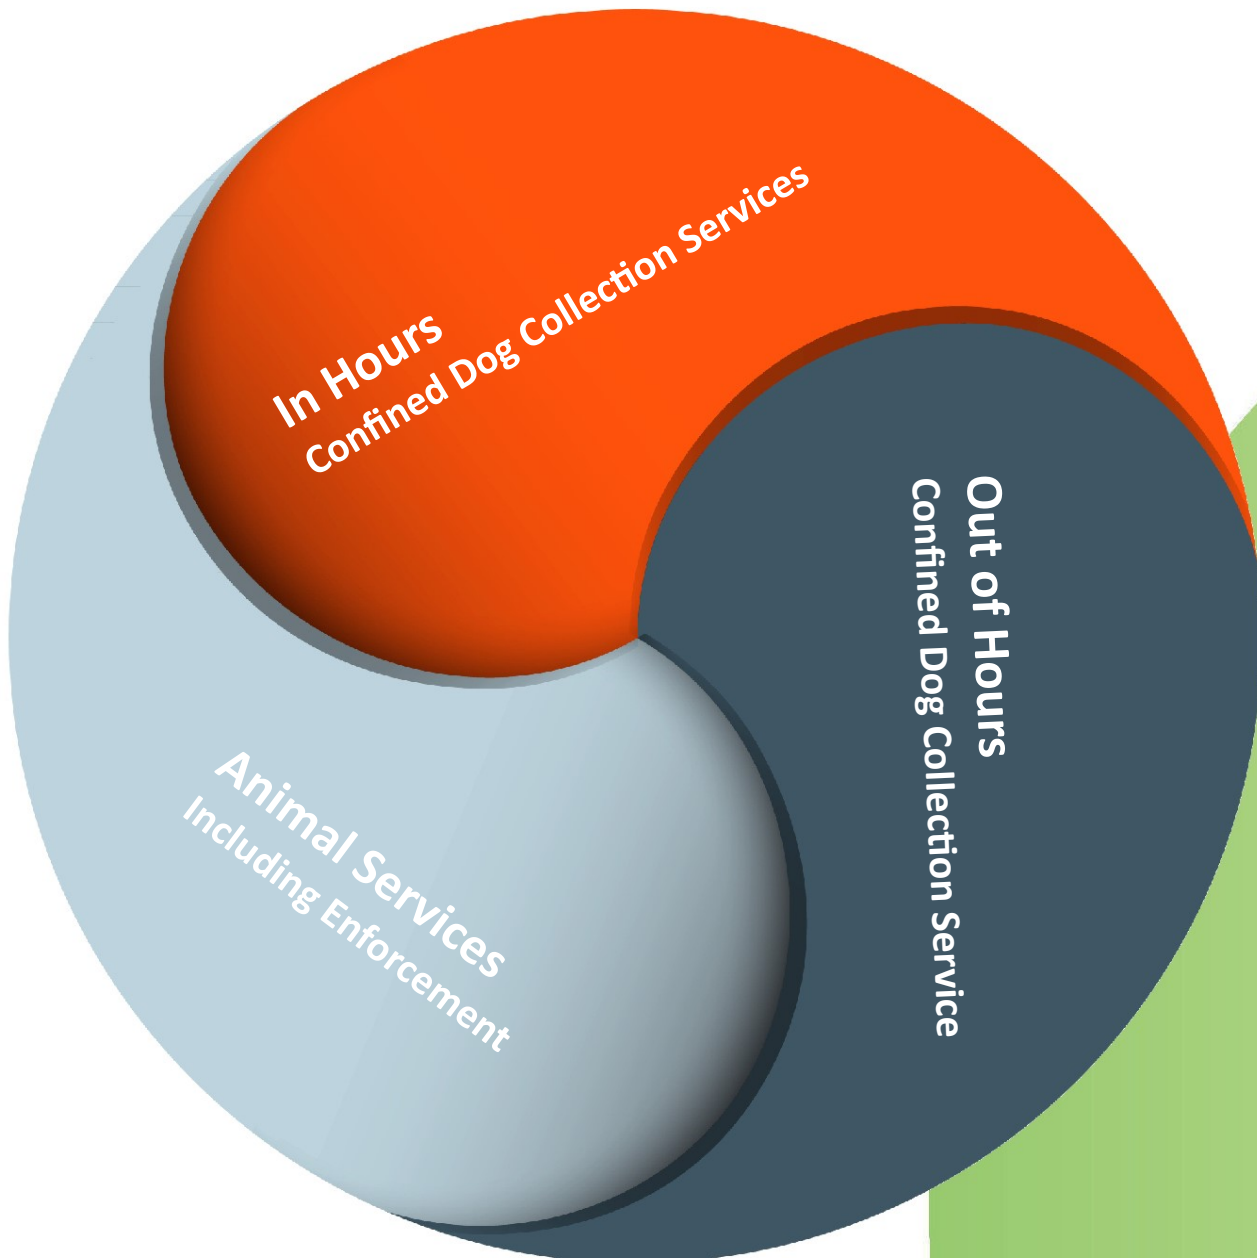 In Hours
Confined Dog Collection Services
Out of Hours
Confined Dog Collection Service
Animal Services
Including Enforcement